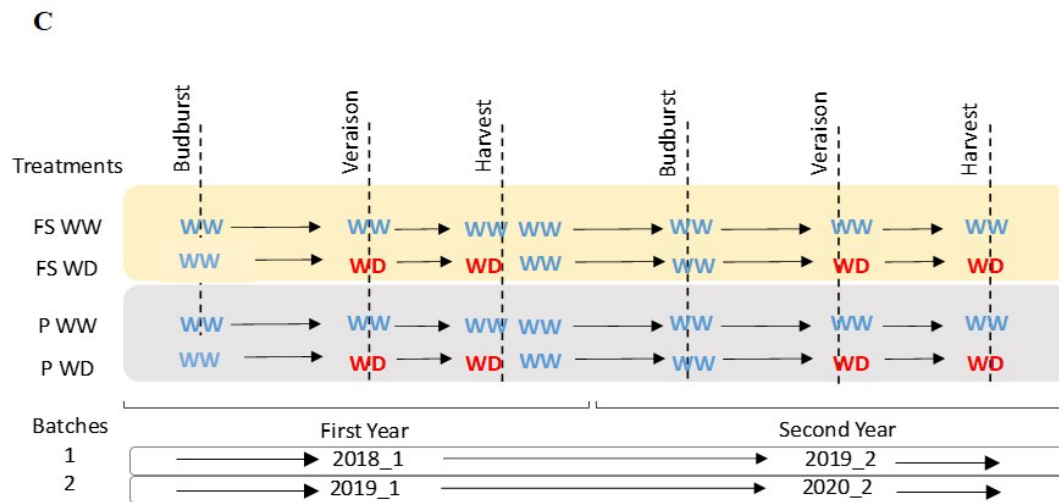 C
Budburst Veraison Harvest Budburst Veraison Harvest
Treatments
FS WW WW WW WW WW WW WW WW
FS WD WW WD WD WW WW WD WD
P WW WW WW WW WW WW WW WW
P WD WW WD WD WW WW WD WD
Batches First Year Second Year
1 2018_1 2019_2
2 2019_1 2020_2